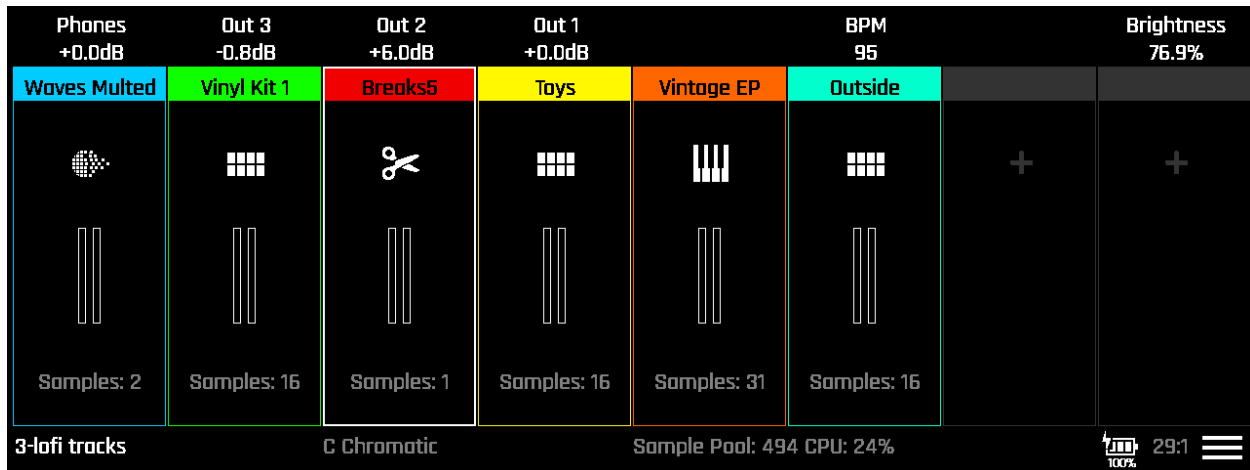 Phones Out 3 Out 2 Out 1 BPM Brightness
+0.0dB -0.8dB +6.0dB +0.0dB 95 76.9%
Waves Multed Vinyl Kit 1 Breaks5 Toys Vintage EP Outside
+ +
Samples: 2 Samples: 16 Samples: 1 Samples: 16 Samples: 31 Samples: 16
3-lofi tracks C Chromatic Sample Pool: 494 CPU: 24% 100% 29:1